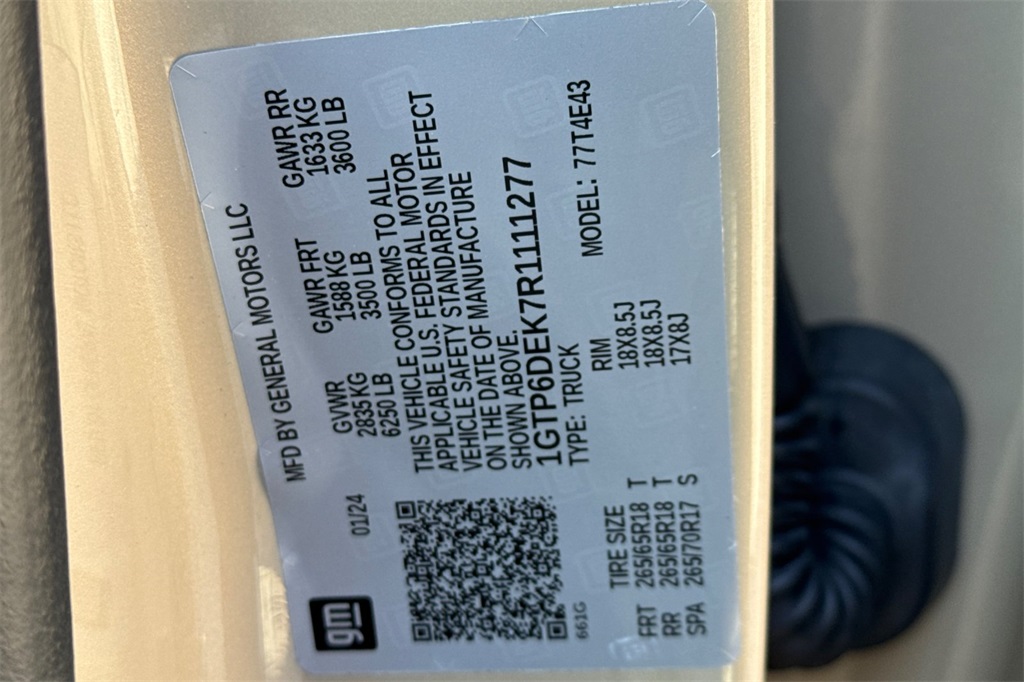 MFD BY GENERAL MOTORS LLC
gm
01/24
GVWR
2835 KG
6250 LB
GAWR FRT
1588 KG
3500 LB
GAWR RR
1633 KG
3600 LB
THIS VEHICLE CONFORMS TO ALL
APPLICABLE U.S. FEDERAL MOTOR
VEHICLE SAFETY STANDARDS IN EFFECT
ON THE DATE OF MANUFACTURE
SHOWN ABOVE.
1GTP6DEK7R1111277
661G
TYPE: TRUCK MODEL: 77T4E43
TIRE SIZE RIM
FRT 265/65R18 T 18X8.5J
RR 265/65R18 T 18X8.5J
SPA 265/70R17 S 17X8J